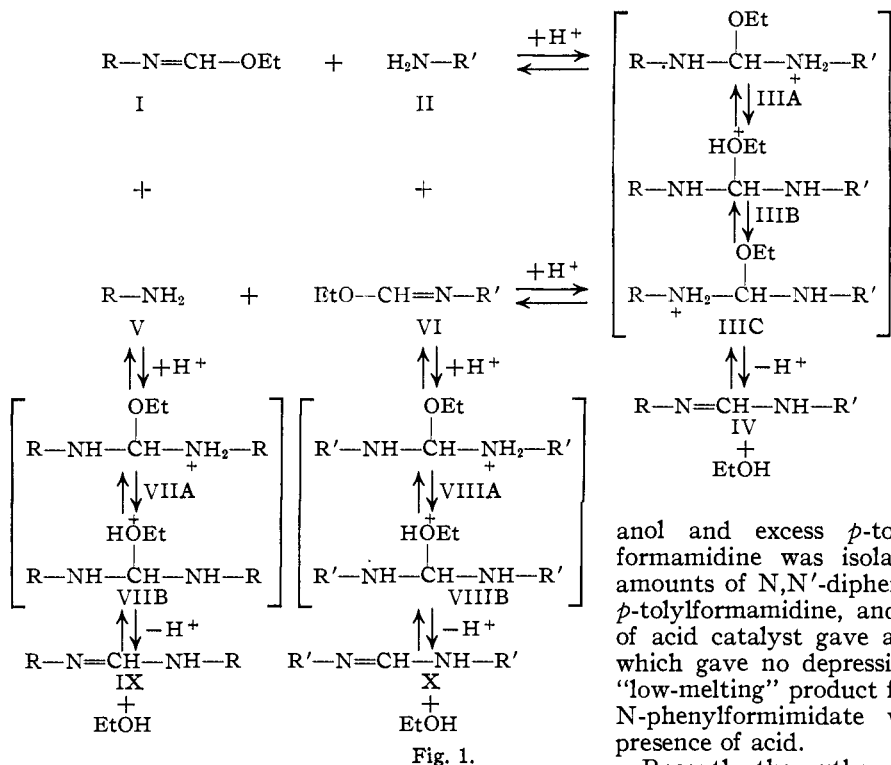 OEt
R—N=CH—OEt + H₂N—R' +H⁺ R—NH—CH—NH₂—R'
+
I II IIIA
HOEt
+
+ + R—NH—CH—NH—R'
IIIB
OEt
R—NH₂ + EtO—CH=N—R' +H⁺ R—NH₂—CH—NH—R'
+
V VI IIIC
+H⁺ +H⁺ −H⁺
OEt OEt R—N=CH—NH—R'
IV
R—NH—CH—NH₂—R R'—NH—CH—NH₂—R' +
+ +
VIIA VIIIA EtOH
HOEt HOEt
+ +
R—NH—CH—NH—R R'—NH—CH—NH—R'
VIIB VIIIB
−H⁺ −H⁺
R—N=CH—NH—R R'—N=CH—NH—R'
IX X
+ +
EtOH EtOH
Fig. 1.
anol and excess p-to
formamidine was isola
amounts of N,N'-diphe
p-tolylformamidine, and
of acid catalyst gave a
which gave no depressi
"low-melting" product f
N-phenylformimidate v
presence of acid.